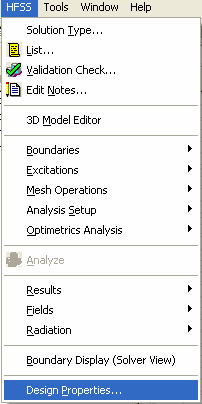 HFSS Tools Window Help
Solution Type...
List...
Validation Check...
Edit Notes...
3D Model Editor
Boundaries
Excitations
Mesh Operations
Analysis Setup
Optimetrics Analysis
Analyze
Results
Fields
Radiation
Boundary Display (Solver View)
Design Properties...